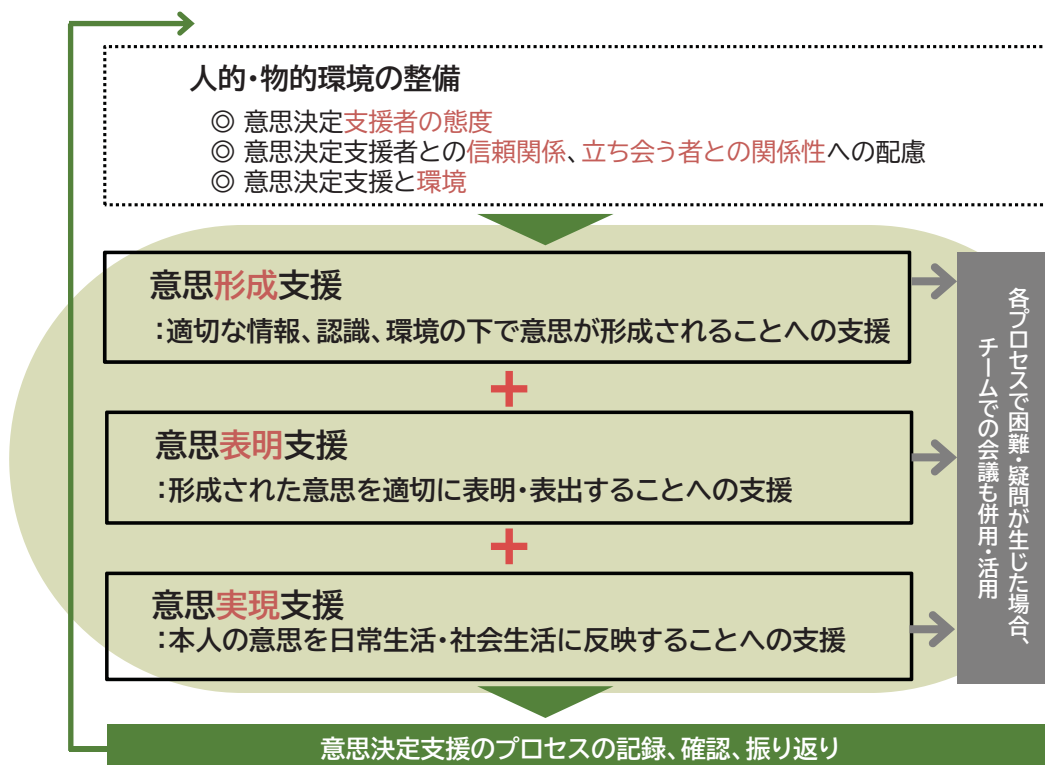 人的・物的環境の整備
◎ 意思決定支援者の態度
◎ 意思決定支援者との信頼関係、立ち会う者との関係性への配慮
◎ 意思決定支援と環境
意思形成支援
：適切な情報、認識、環境の下で意思が形成されることへの支援
+
意思表明支援
：形成された意思を適切に表明・表出することへの支援
+
意思実現支援
：本人の意思を日常生活・社会生活に反映することへの支援
各プロセスで困難・疑問が生じた場合、
チームでの会議も併用・活用
意思決定支援のプロセスの記録、確認、振り返り